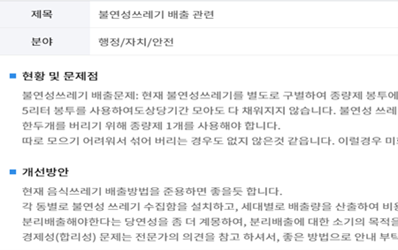 제목 불연성쓰레기 배출 관련
분야 행정/자치/안전
현황 및 문제점
불연성쓰레기 배출문제: 현재 불연성쓰레기를 별도로 구별하여 종량제 봉투에
5리터 봉투를 사용하여도상당기간 모아도 다 채워지지 않습니다. 불연성 쓰레
한두개를 버리기 위해 종량제 1개를 사용해야 합니다.
따로 모으기 어려워서 섞어 버리는 경우도 없지 않은것 같읍니다. 이럴경우 미
개선방안
현재 음식쓰레기 배출방법을 준용하면 좋을듯 합니다.
각 동별로 불연성 쓰레기 수집함을 설치하고, 세대별로 배출량을 산출하여 비용
분리배출해야한다는 당연성을 좀 더 계몽하여, 분리배출에 대한 소기의 목적을
경제성(합리성) 문제는 전문가의 의견을 참고 하셔서, 좋은 방법으로 안내 부탁